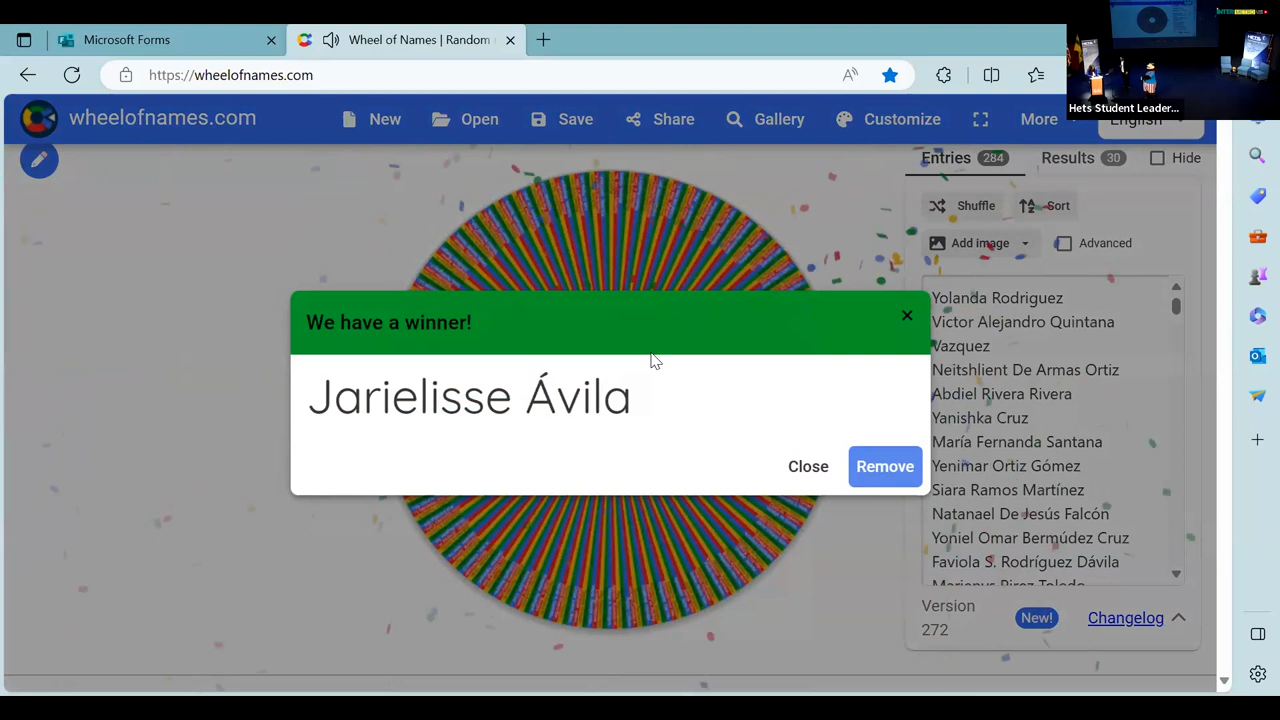 Microsoft Forms
Wheel of Names | Random
https://wheelofnames.com
wheelofnames.com
New
Open
Save
Share
Gallery
Customize
More
English
Hets Student Leader...
Entries 284
Results 30
Hide
Shuffle
Sort
Add image
Advanced
Yolanda Rodriguez
Victor Alejandro Quintana
Vazquez
Neitshlient De Armas Ortiz
Abdiel Rivera Rivera
Yanishka Cruz
María Fernanda Santana
Yenimar Ortiz Gómez
Siara Ramos Martínez
Natanael De Jesús Falcón
Yoniel Omar Bermúdez Cruz
Faviola S. Rodríguez Dávila
We have a winner!
Jarielisse Ávila
Close
Remove
Version
272
New!
Changelog